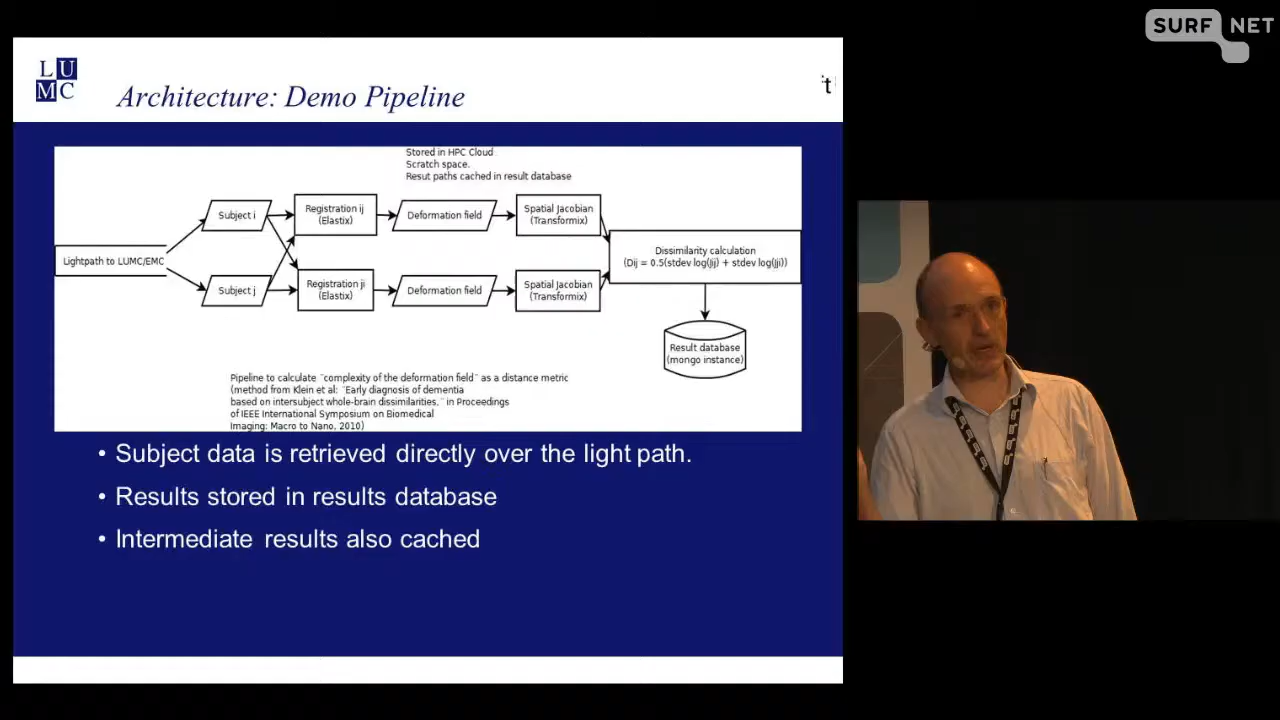 SURF NET
L U
M C
Architecture: Demo Pipeline
Stored in HPC Cloud
Scratch space.
Resut paths cached in result database
Subject i
Registration ij
(Elastix)
Deformation field
Spatial Jacobian
(Transformix)
Lightpath to LUMC/EMC
Dissimilarity calculation
(Dij = 0.5(stdev log(Jij) + stdev log(Jji))
Subject j
Registration ji
(Elastix)
Deformation field
Spatial Jacobian
(Transformix)
Result database
(mongo instance)
Pipeline to calculate ¨complexity of the deformation field¨ as a distance metric
(method from Klein et al: ¨Early diagnosis of dementia
based on intersubject whole-brain dissimilarities,¨ in Proceedings
of IEEE International Symposium on Biomedical
Imaging: Macro to Nano, 2010)
• Subject data is retrieved directly over the light path.
• Results stored in results database
• Intermediate results also cached